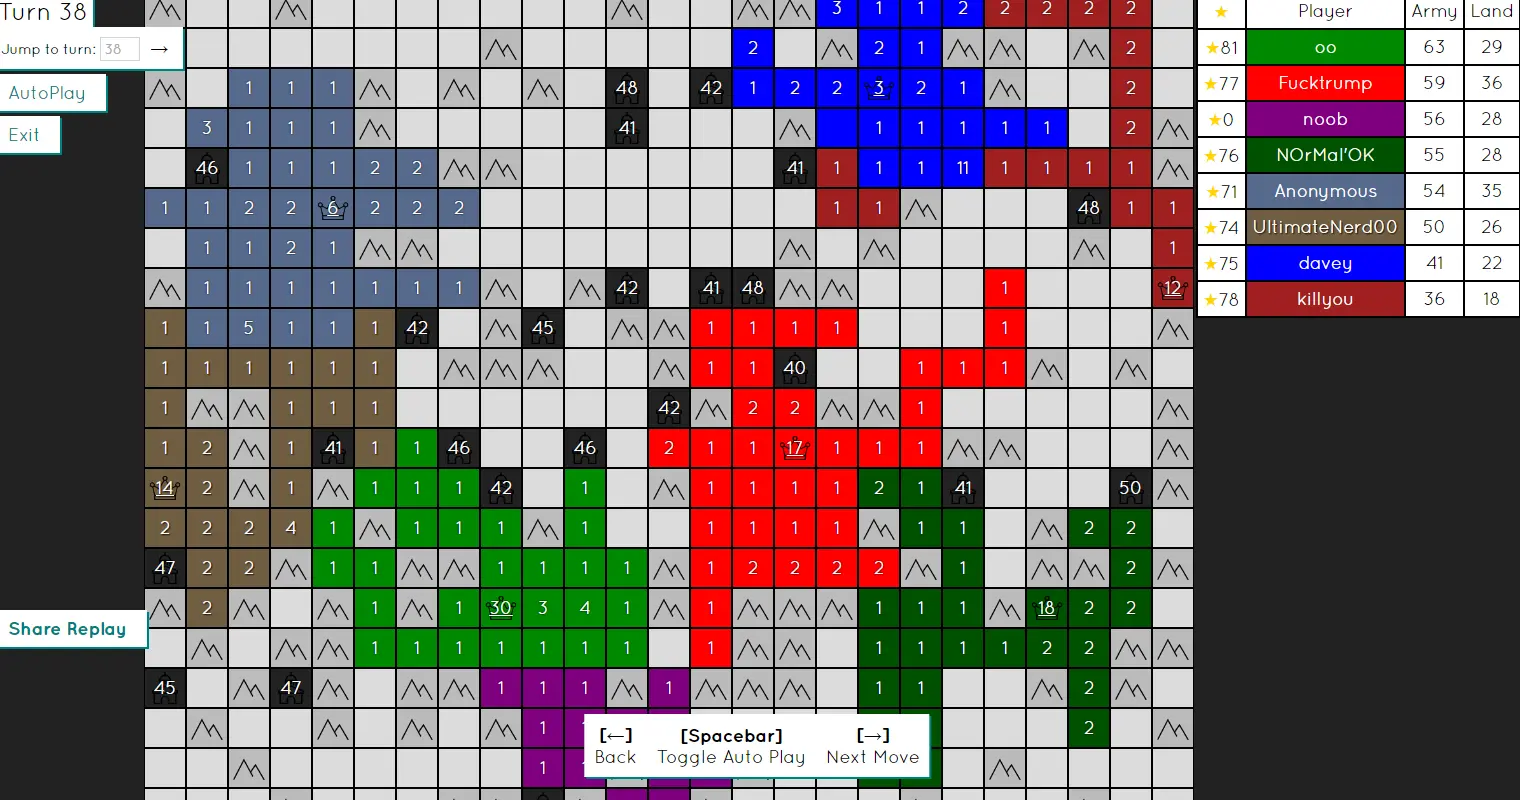 Turn 38
Jump to turn: 38 →
AutoPlay
Exit
Share Replay
3 1 1 2 2 2 2 2
2 2 1 2
1 1 1 48 42 1 2 2 3 2 1 2
3 1 1 1 41 1 1 1 1 1 2
46 1 1 1 2 2 41 1 1 1 11 1 1 1 1
1 1 2 2 6 2 2 2 1 1 48 1 1
1 1 2 1 1
1 1 1 1 1 1 1 42 41 48 1 12
1 1 5 1 1 1 42 45 1 1 1 1 1
1 1 1 1 1 1 1 1 40 1 1 1
1 1 1 1 42 2 2 1
1 2 1 41 1 1 46 46 2 1 1 17 1 1 1
14 2 1 1 1 1 42 1 1 1 1 1 2 1 41 50
2 2 2 4 1 1 1 1 1 1 1 1 1 1 1 2 2
47 2 2 1 1 1 1 1 1 1 2 2 2 2 1 2
2 1 1 30 3 4 1 1 1 1 1 18 2 2
1 1 1 1 1 1 1 1 1 1 1 1 2 2
45 47 1 1 1 1 1 1 2
1 2
1
[←] [Spacebar] [→]
Back Toggle Auto Play Next Move
★ Player Army Land
★81 oo 63 29
★77 Fucktrump 59 36
★0 noob 56 28
★76 NOrMal'OK 55 28
★71 Anonymous 54 35
★74 UltimateNerd00 50 26
★75 davey 41 22
★78 killyou 36 18